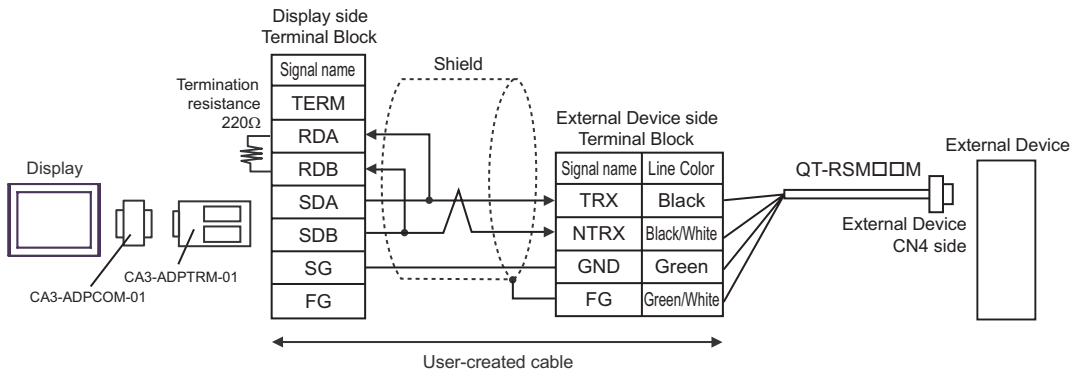 Display side
Terminal Block
Signal name
TERM
RDA
RDB
SDA
SDB
SG
FG
Termination
resistance
220Ω
Shield
Display
CA3-ADPCOM-01
CA3-ADPTRM-01
External Device side
Terminal Block
Signal name Line Color
TRX Black
NTRX Black/White
GND Green
FG Green/White
QT-RSM□□M
External Device
External Device
CN4 side
User-created cable